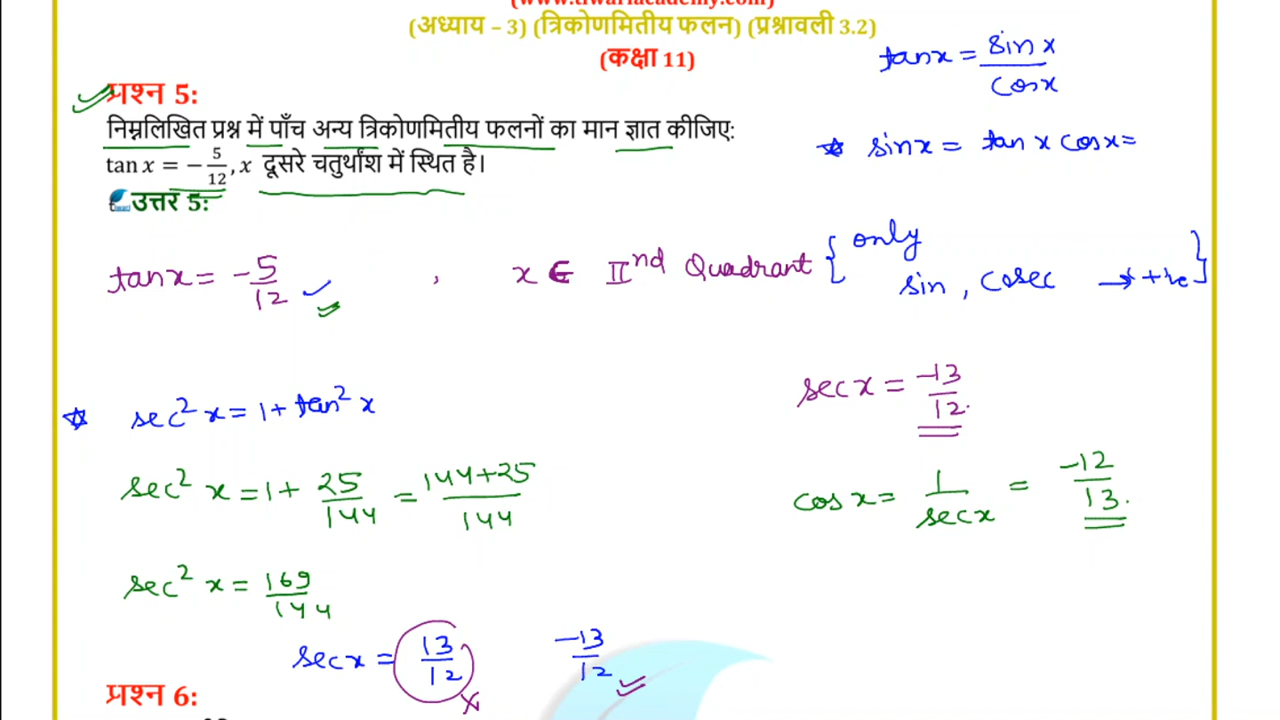 (www.tiwariacademy.com)
(अध्याय – 3) (त्रिकोणमितीय फलन) (प्रश्नावली 3.2)
(कक्षा 11)
tan x = sin x / cos x
प्रश्न 5:
निम्नलिखित प्रश्न में पाँच अन्य त्रिकोणमितीय फलनों का मान ज्ञात कीजिए:
sin x = tan x cos x =
tan x = − 5/12, x दूसरे चतुर्थांश में स्थित है।
उत्तर 5:
tan x = -5/12 , x ∈ IInd Quadrant { only
sin , cosec → +ve }
sec x = -13/12.
sec² x = 1 + tan² x
sec² x = 1 + 25/144 = 144+25/144
cos x = 1/sec x = -12/13.
sec² x = 169/144
sec x = 13/12 -13/12
प्रश्न 6: